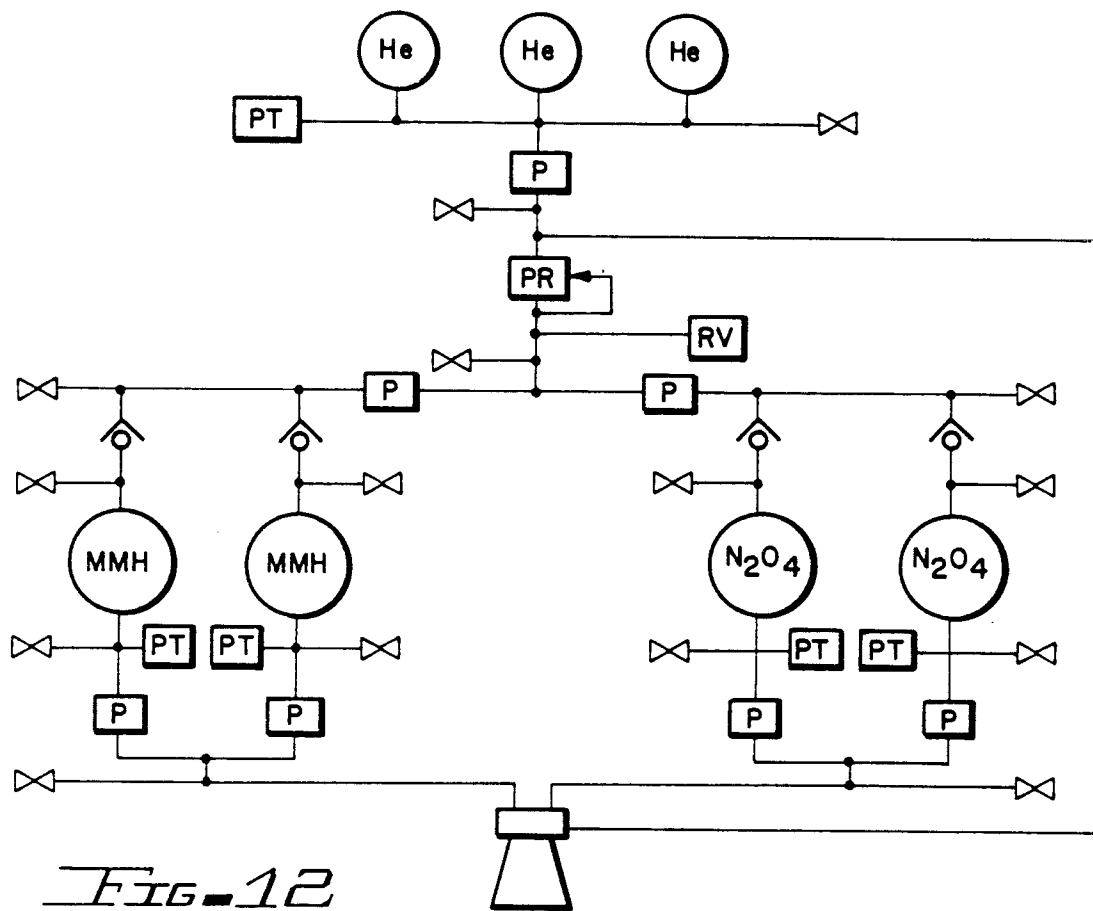 He He He
PT
P
PR
RV
P P
MMH MMH N₂O₄ N₂O₄
PT PT PT PT
P P P P
FIG-12